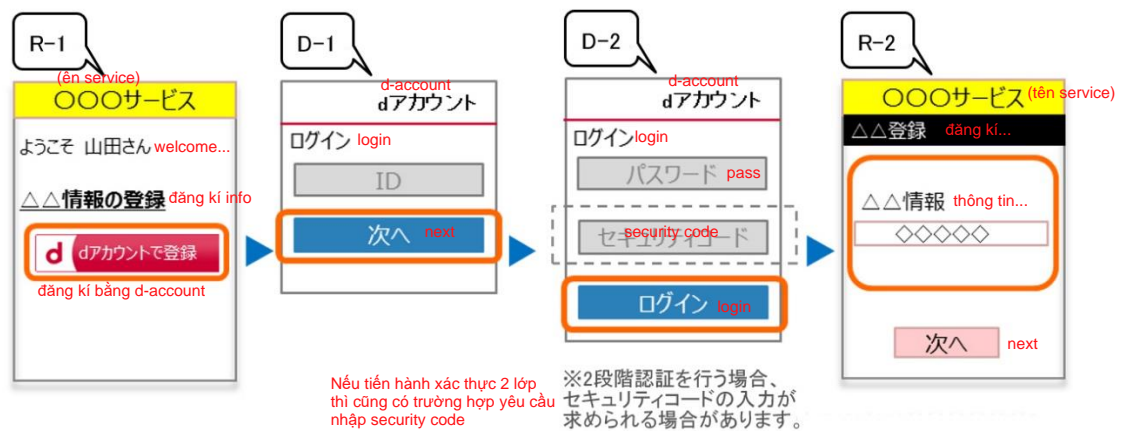 R-1
(ên service)
〇〇〇サービス
ようこそ 山田さん welcome...
△△情報の登録 đăng kí info
d dアカウントで登録
đăng kí bằng d-account
D-1
d-account
dアカウント
ログイン login
ID
次へ next
D-2
d-account
dアカウント
ログイン login
パスワード pass
セキュリティコード security code
ログイン login
Nếu tiến hành xác thực 2 lớp
thì cũng có trường hợp yêu cầu
nhập security code
※2段階認証を行う場合、
セキュリティコードの入力が
求められる場合があります。
R-2
〇〇〇サービス (tên service)
△△登録 đăng kí...
△△情報 thông tin...
◇◇◇◇◇
次へ next